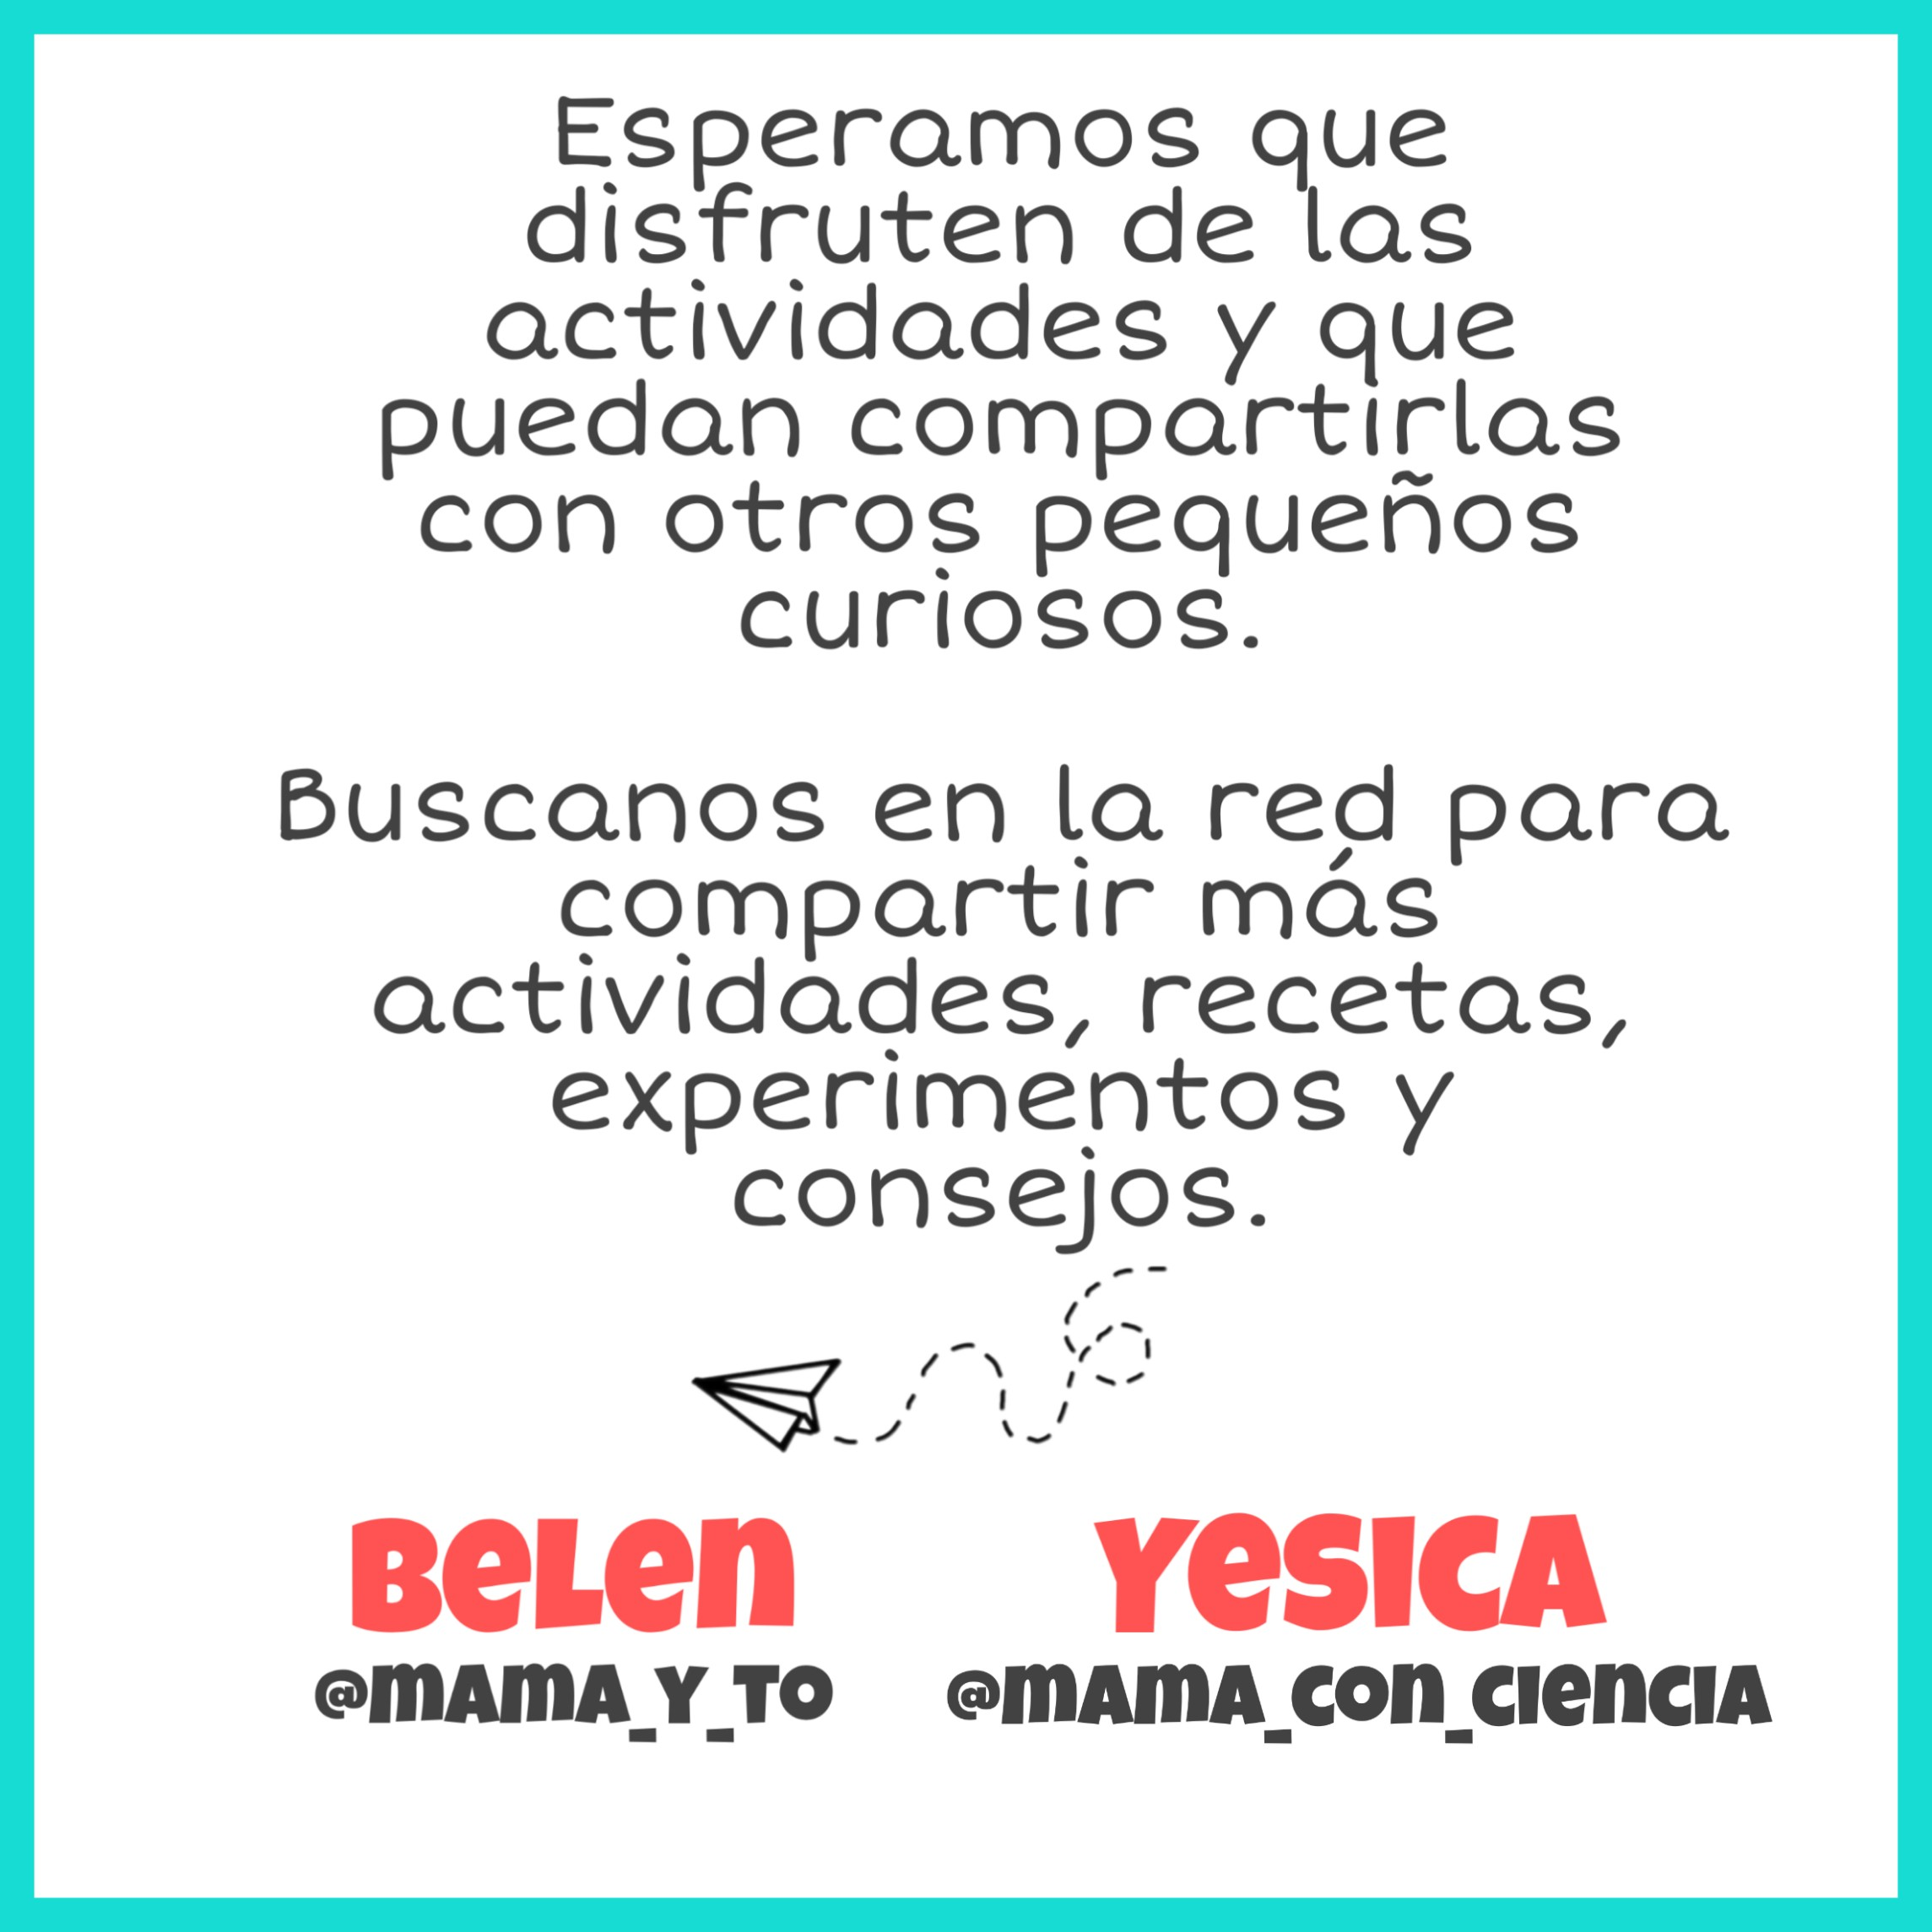 Esperamos que
disfruten de las
actividades y que
puedan compartirlas
con otros pequeños
curiosos.
Buscanos en la red para
compartir más
actividades, recetas,
experimentos y
consejos.
Belen
Yesica
@mama_y_to
@mama_con_ciencia